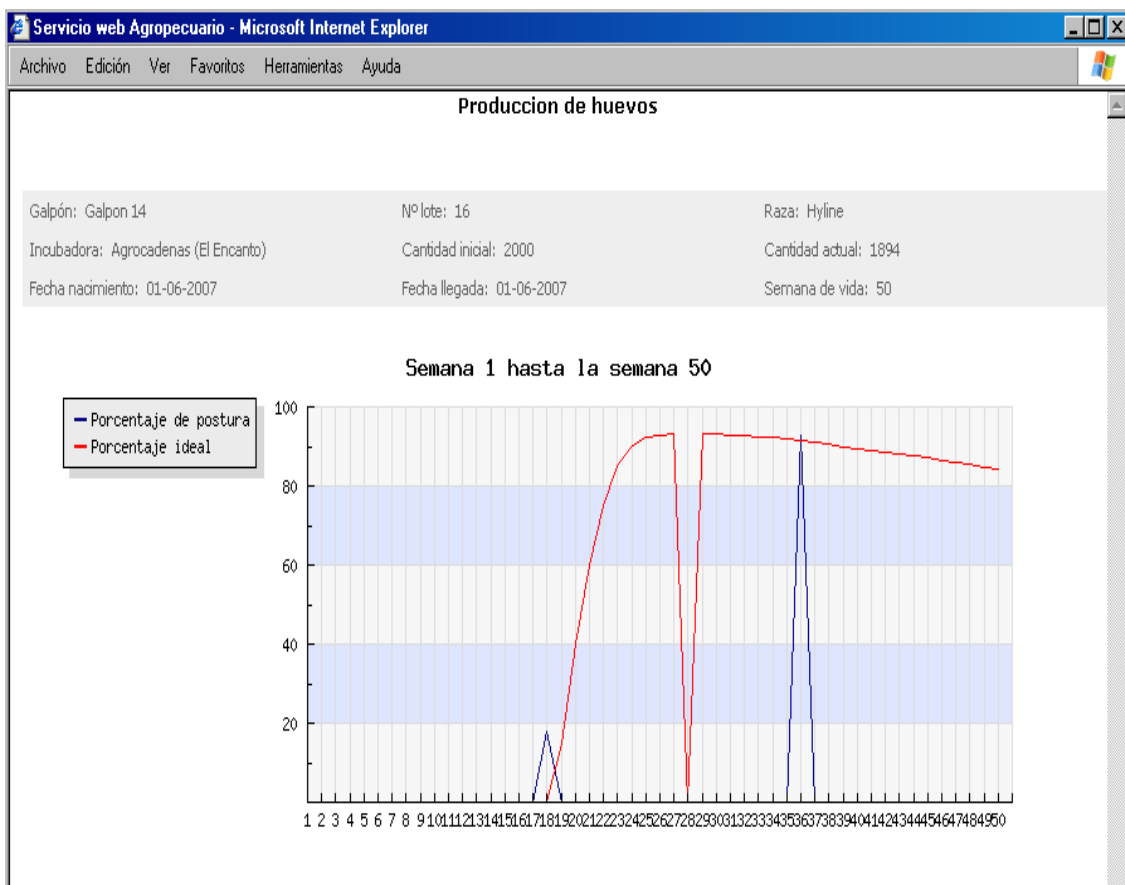 Servicio web Agropecuario - Microsoft Internet Explorer
Archivo Edición Ver Favoritos Herramientas Ayuda
Produccion de huevos
Galpón: Galpon 14 Nº lote: 16 Raza: Hyline
Incubadora: Agrocadenas (El Encanto) Cantidad inicial: 2000 Cantidad actual: 1894
Fecha nacimiento: 01-06-2007 Fecha llegada: 01-06-2007 Semana de vida: 50
Semana 1 hasta la semana 50
Porcentaje de postura
Porcentaje ideal
100
80
60
40
20
1 2 3 4 5 6 7 8 9 10 11 12 13 14 15 16 17 18 19 20 21 22 23 24 25 26 27 28 29 30 31 32 33 34 35 36 37 38 39 40 41 42 43 44 45 46 47 48 49 50